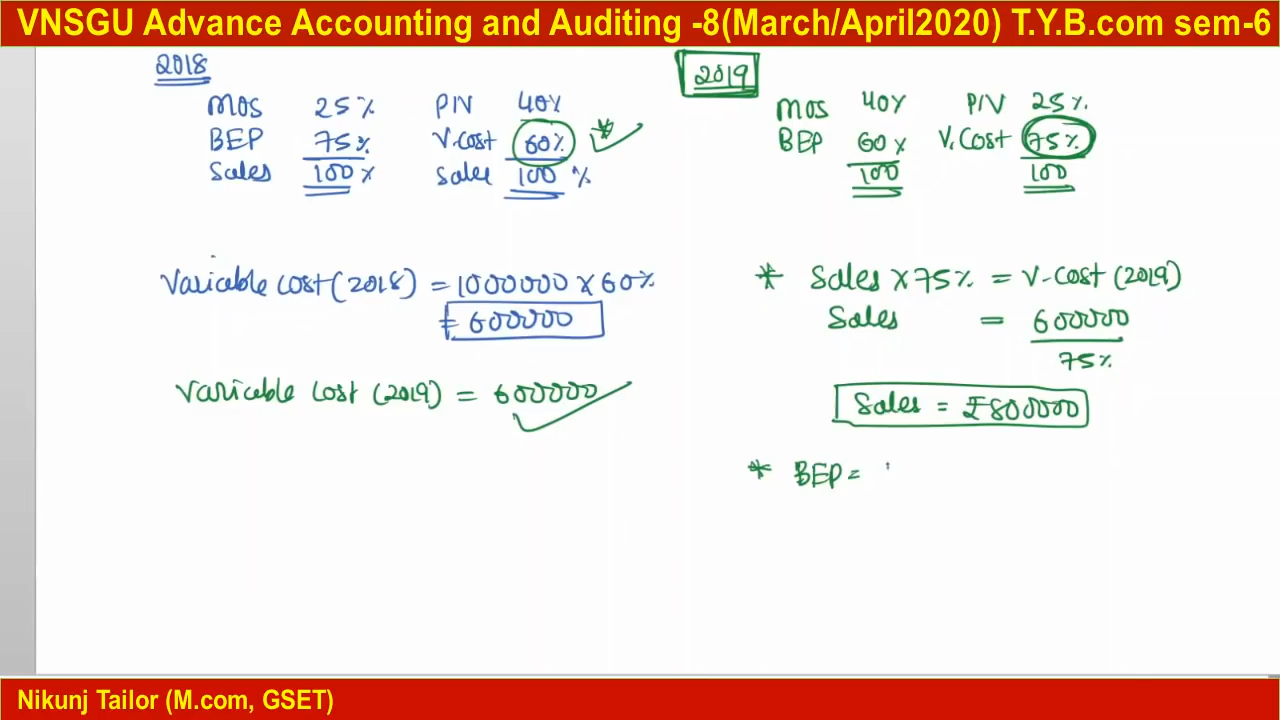 VNSGU Advance Accounting and Auditing -8(March/April2020) T.Y.B.com sem-6
2018
MOS 25% P/V 40%
BEP 75% V.Cost 60% *
Sales 100% Sales 100%
2019
MOS 40% P/V 25%
BEP 60% V.Cost 75%
100 100
Variable cost (2018) = 1000000 x 60%
= 600000
Variable cost (2019) = 600000
* Sales x 75% = V-Cost (2019)
Sales = 600000
75%
Sales = ₹800000
* BEP =
Nikunj Tailor (M.com, GSET)